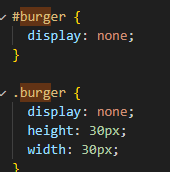 #burger {
display: none;
}
.burger {
display: none;
height: 30px;
width: 30px;
}